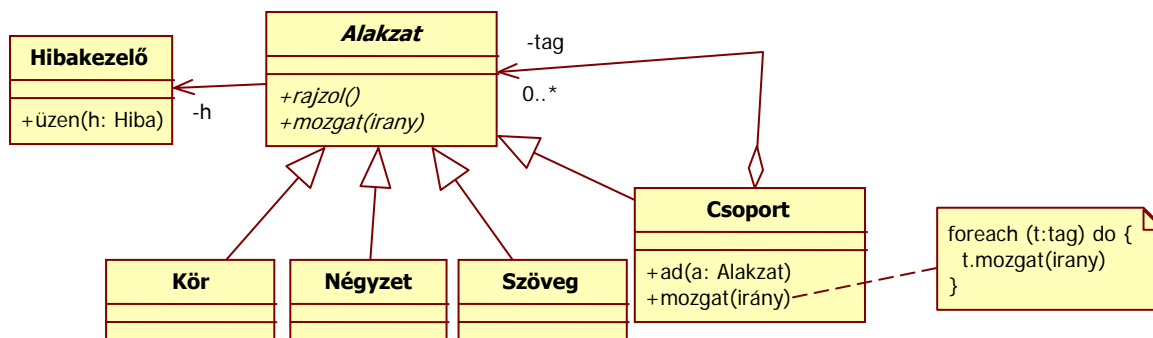 Alakzat
+rajzol()
+mozgat(irany)
Hibakezelő
+üzen(h: Hiba)
-h
-tag
0..*
Kör
Négyzet
Szöveg
Csoport
+ad(a: Alakzat)
+mozgat(irány)
foreach (t:tag) do {
t.mozgat(irany)
}